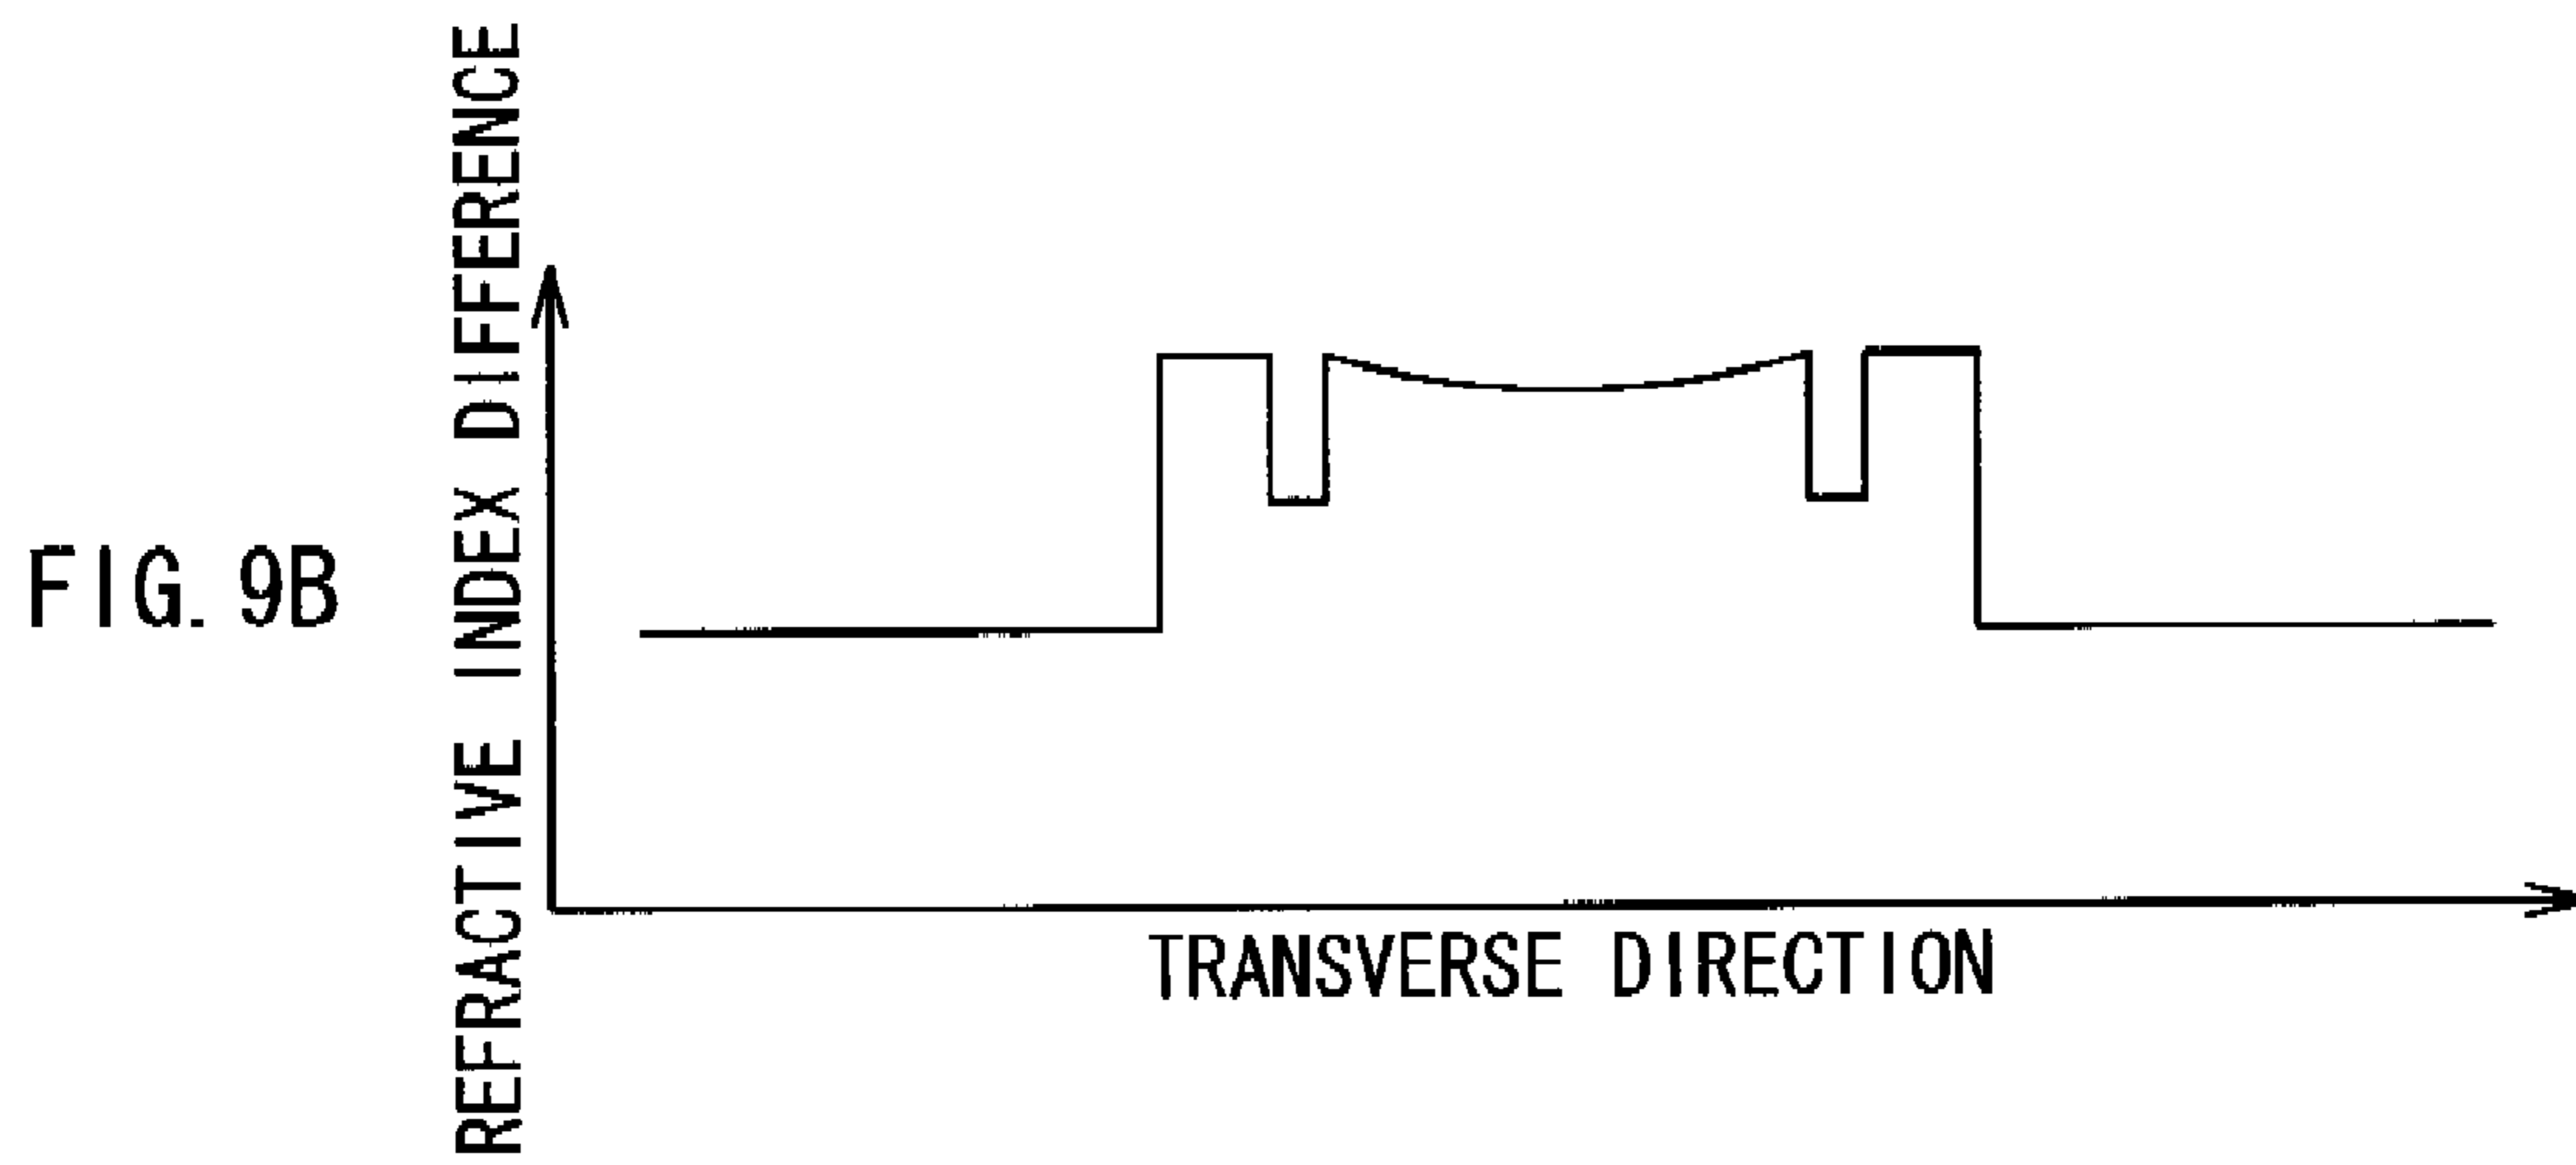 FIG. 9B
REFRACTIVE INDEX DIFFERENCE
TRANSVERSE DIRECTION